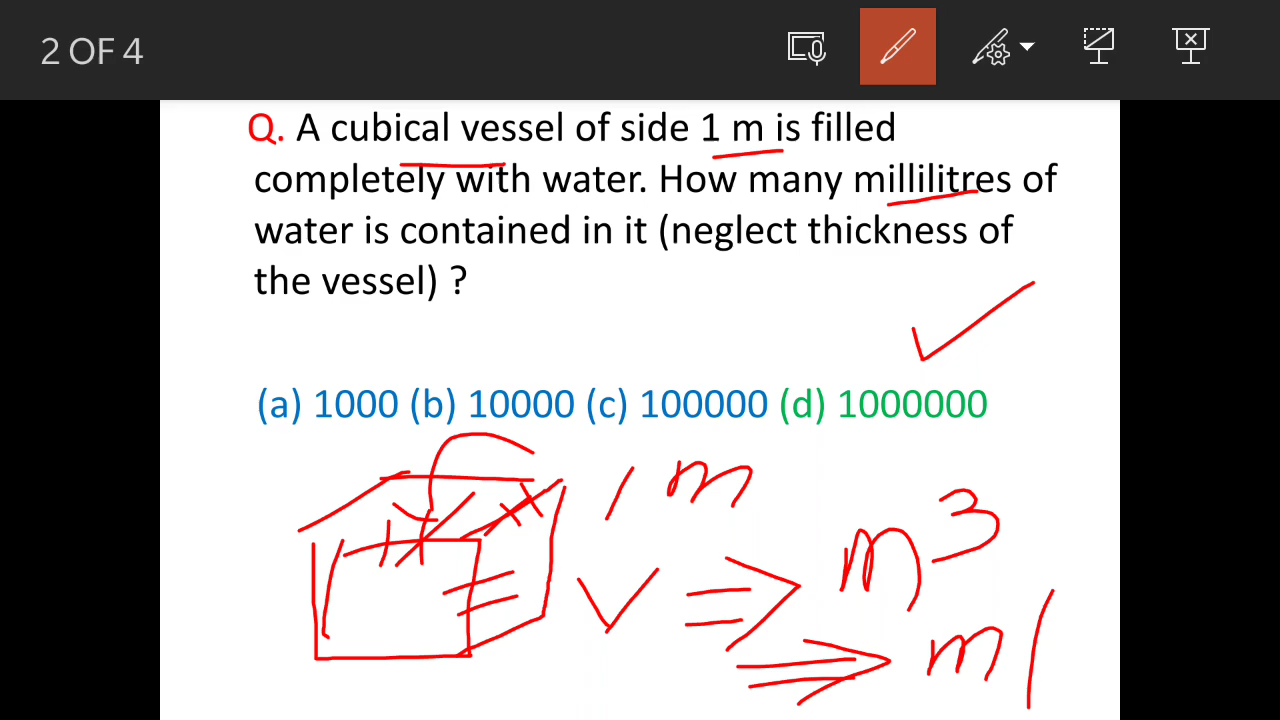 2 OF 4
Q. A cubical vessel of side 1 m is filled
completely with water. How many millilitres of
water is contained in it (neglect thickness of
the vessel) ?
(a) 1000 (b) 10000 (c) 100000 (d) 1000000
1 m
V ⇒ m³
⇒ ml